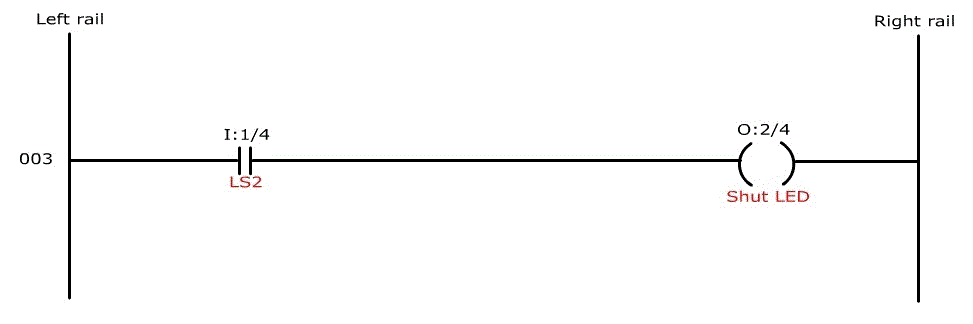 Left rail
Right rail
I:1/4
O:2/4
003
LS2
Shut LED